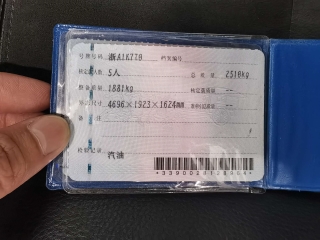 号牌号码 浙A1K770 档案编号
核定载人数 5人 总质量 2510kg
整备质量 1881kg 核定载质量 --
外廓尺寸 4696×1923×1624mm 准牵引总质量 --
备注
检验记录 汽油